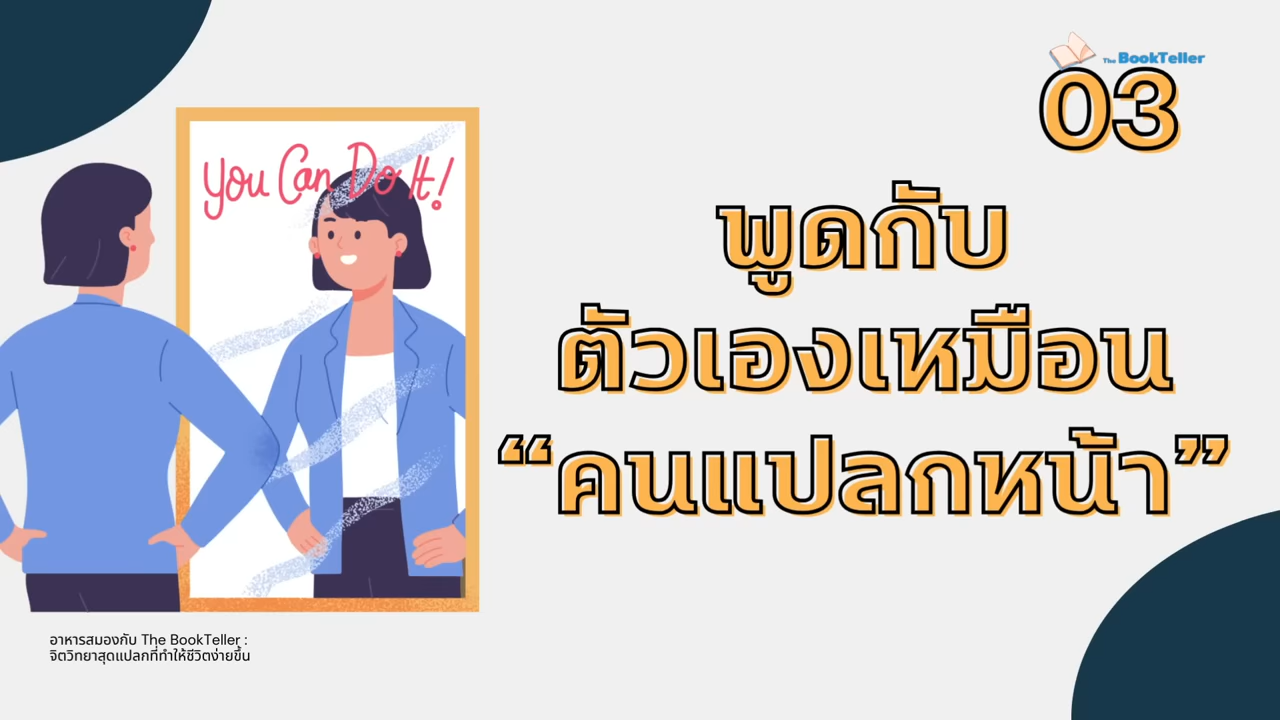 The BookTeller
03
You Can Do It!
พูดกับ
ตัวเองเหมือน
“คนแปลกหน้า”
อาหารสมองกับ The BookTeller :
จิตวิทยาสุดแปลกที่ทำให้ชีวิตง่ายขึ้น